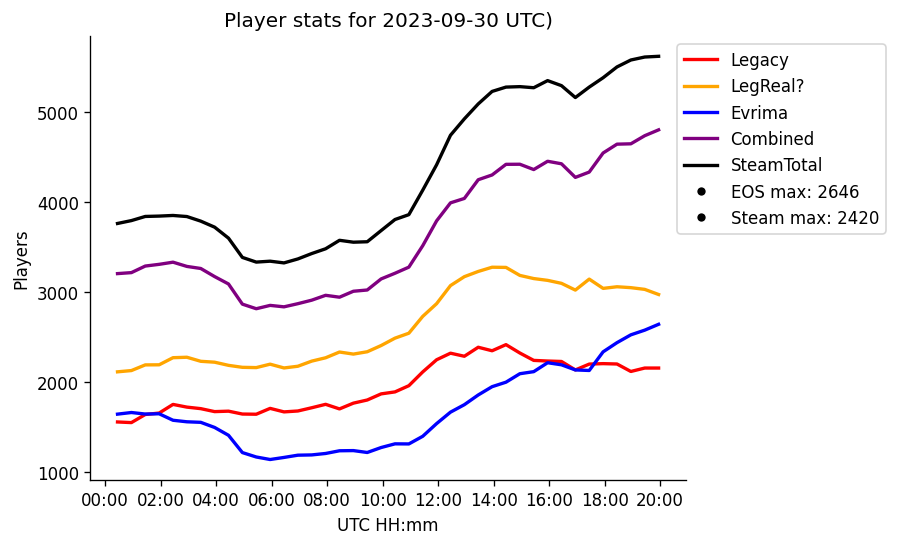 Player stats for 2023-09-30 UTC)
Legacy
LegReal?
Evrima
Combined
SteamTotal
EOS max: 2646
Steam max: 2420
Players
5000
4000
3000
2000
1000
00:00 02:00 04:00 06:00 08:00 10:00 12:00 14:00 16:00 18:00 20:00
UTC HH:mm